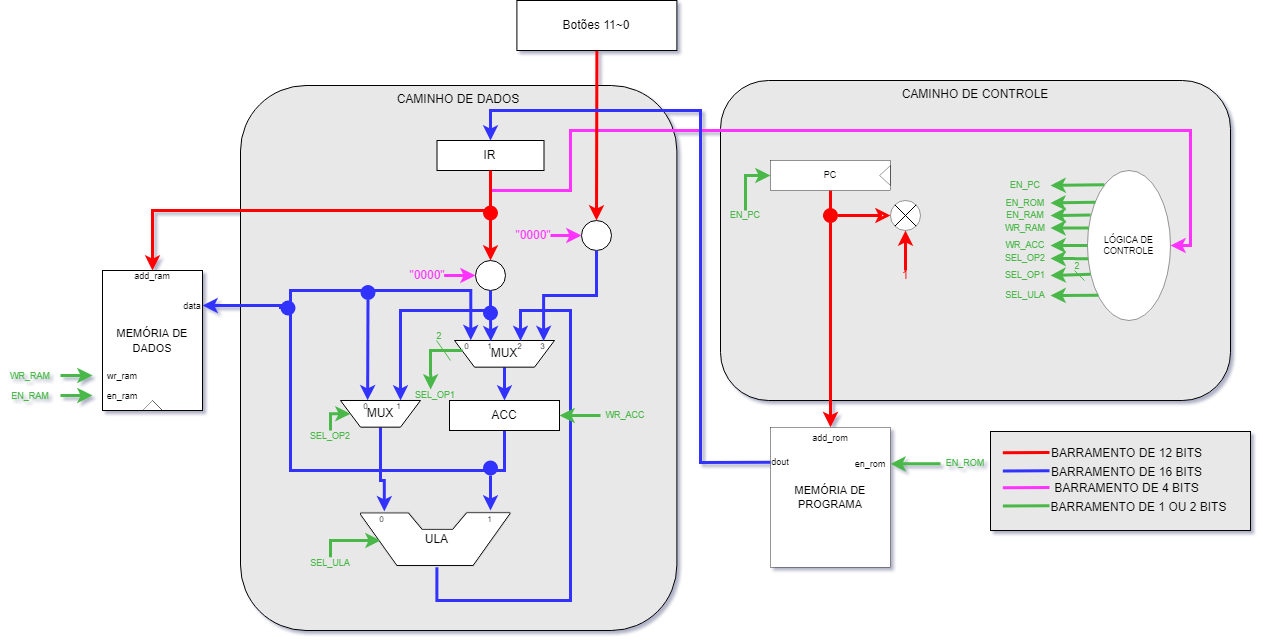 Botões 11~0
CAMINHO DE DADOS
CAMINHO DE CONTROLE
IR
PC
EN_PC
EN_PC
EN_ROM
EN_RAM
WR_RAM
WR_ACC
SEL_OP2
SEL_OP1
2
SEL_ULA
LÓGICA DE
CONTROLE
1
"0000"
"0000"
add_ram
data
MEMÓRIA DE
DADOS
wr_ram
en_ram
WR_RAM
EN_RAM
0
1
2
3
MUX
2
SEL_OP1
0
1
MUX
SEL_OP2
ACC
WR_ACC
0
1
ULA
SEL_ULA
add_rom
dout
en_rom
EN_ROM
MEMÓRIA DE
PROGRAMA
BARRAMENTO DE 12 BITS
BARRAMENTO DE 16 BITS
BARRAMENTO DE 4 BITS
BARRAMENTO DE 1 OU 2 BITS